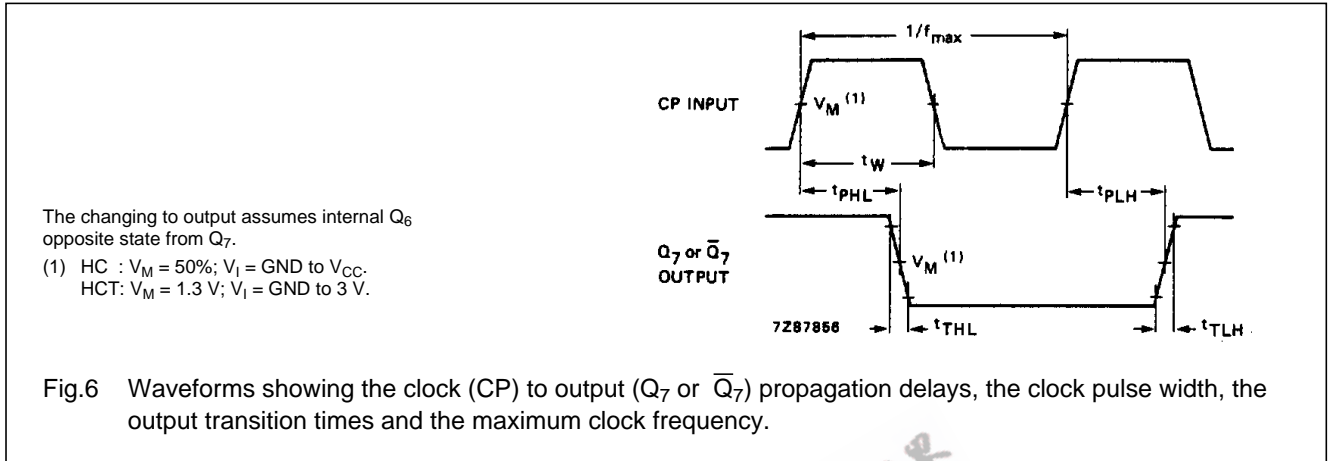 1/fmax
CP INPUT
VM (1)
tW
tPHL
tPLH
The changing to output assumes internal Q6
opposite state from Q7.
(1) HC : VM = 50%; VI = GND to VCC.
HCT: VM = 1.3 V; VI = GND to 3 V.
Q7 or Q̅7
OUTPUT
VM (1)
7Z87856
tTHL
tTLH
Fig.6 Waveforms showing the clock (CP) to output (Q7 or Q̅7) propagation delays, the clock pulse width, the
output transition times and the maximum clock frequency.